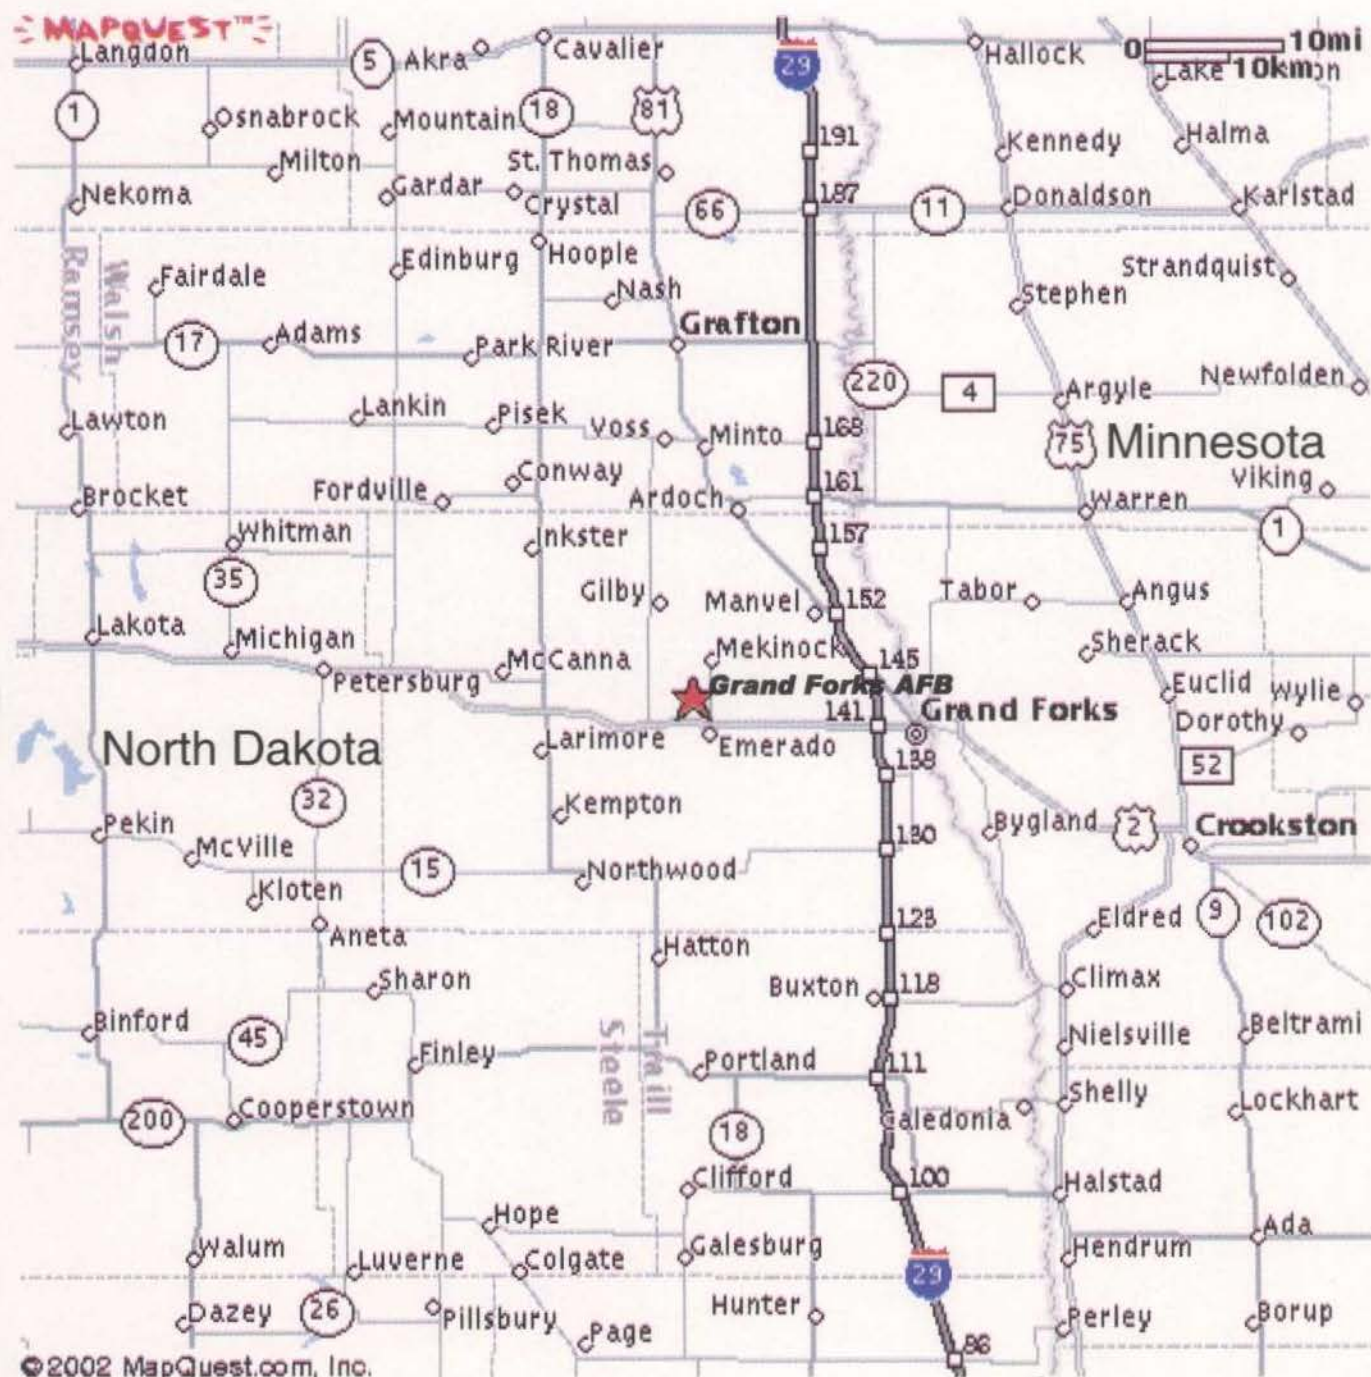 MAPQUEST™
0 10mi
10km
Langdon
5
Akra
Cavalier
29
Hallock
Lake
1
Osnabrock
Mountain
18
81
191
Kennedy
Halma
Milton
St. Thomas
Nekoma
Gardar
Crystal
66
187
11
Donaldson
Karlstad
Ramsey
Walsh
Edinburg
Hoople
Strandquist
Fairdale
Nash
Stephen
17
Adams
Park River
Grafton
220
4
Argyle
Newfolden
Lawton
Lankin
Pisek
Voss
Minto
168
75
Minnesota
Brocket
Fordville
Conway
Ardoch
161
Warren
Viking
Whitman
Inkster
157
1
35
Gilby
Manvel
152
Tabor
Angus
Lakota
Michigan
McCanna
Mekinock
145
Sherack
Petersburg
Grand Forks AFB
Euclid
Wylie
141
Grand Forks
Dorothy
North Dakota
Larimore
Emerado
138
52
32
Kempton
Bygland
2
Crookston
Pekin
McVille
15
Northwood
130
Kloten
Aneta
Hatton
123
Eldred
9
102
Sharon
Buxton
118
Climax
Binford
45
Finley
Steele
Traill
Portland
111
Nielsville
Beltrami
200
Cooperstown
18
Caledonia
Shelly
Lockhart
Clifford
100
Halstad
Hope
Ada
Walum
Luverne
Colgate
Galesburg
29
Hendrum
Dazey
26
Pillsbury
Page
Hunter
Perley
Borup
86
©2002 MapQuest.com, Inc.